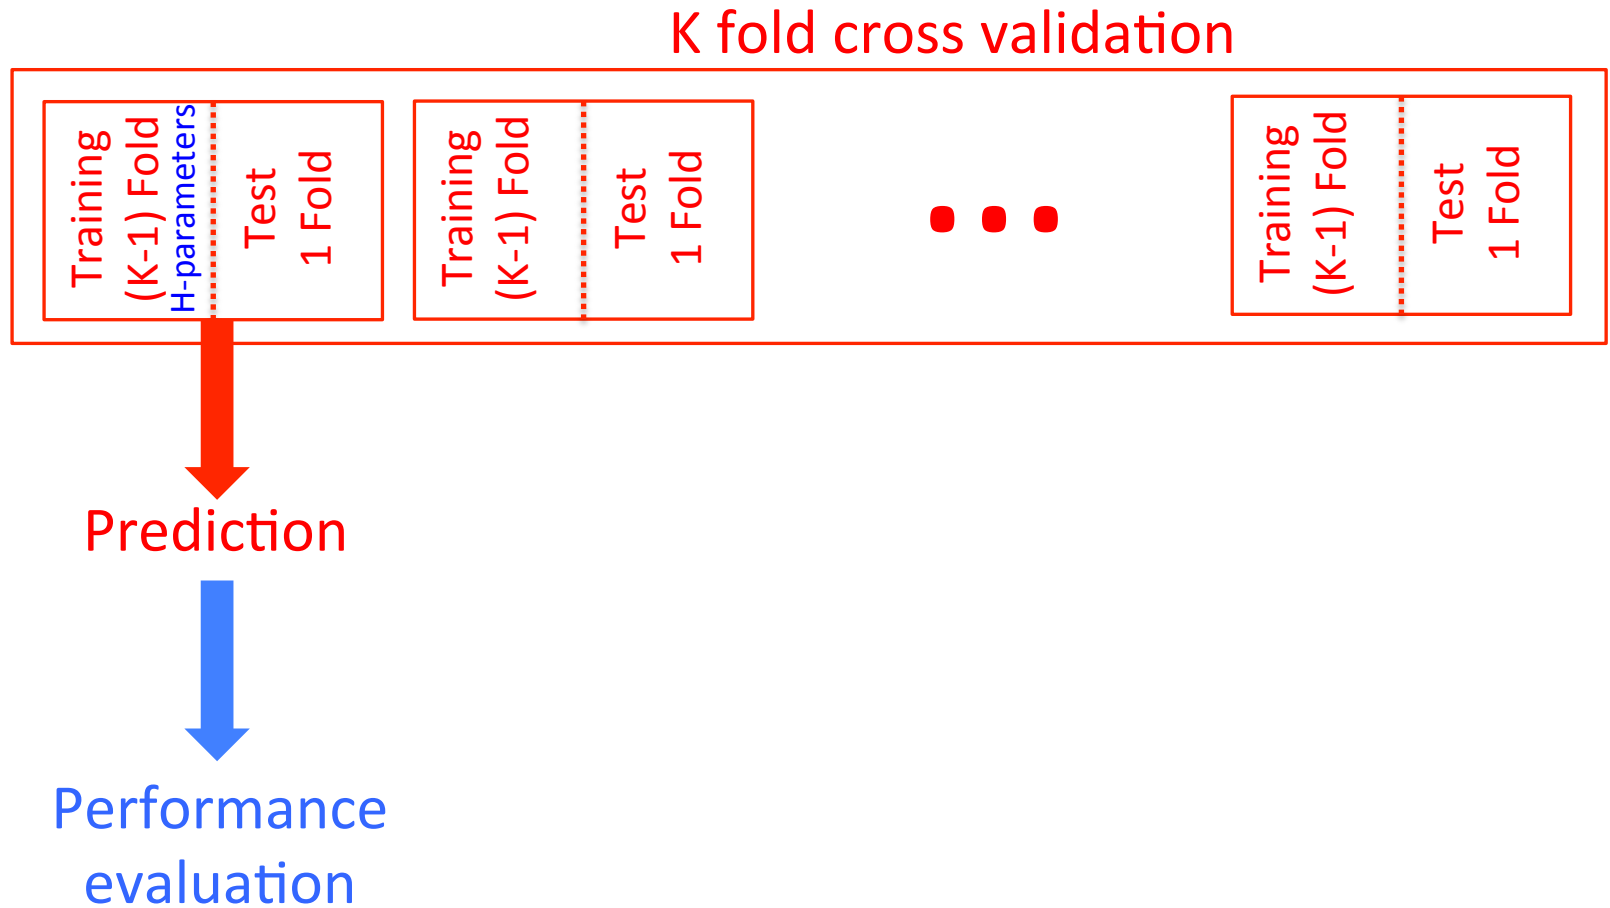 K fold cross validation
Training
(K-1) Fold
H-parameters
Test
1 Fold
Training
(K-1) Fold
Test
1 Fold
Training
(K-1) Fold
Test
1 Fold
Prediction
Performance
evaluation